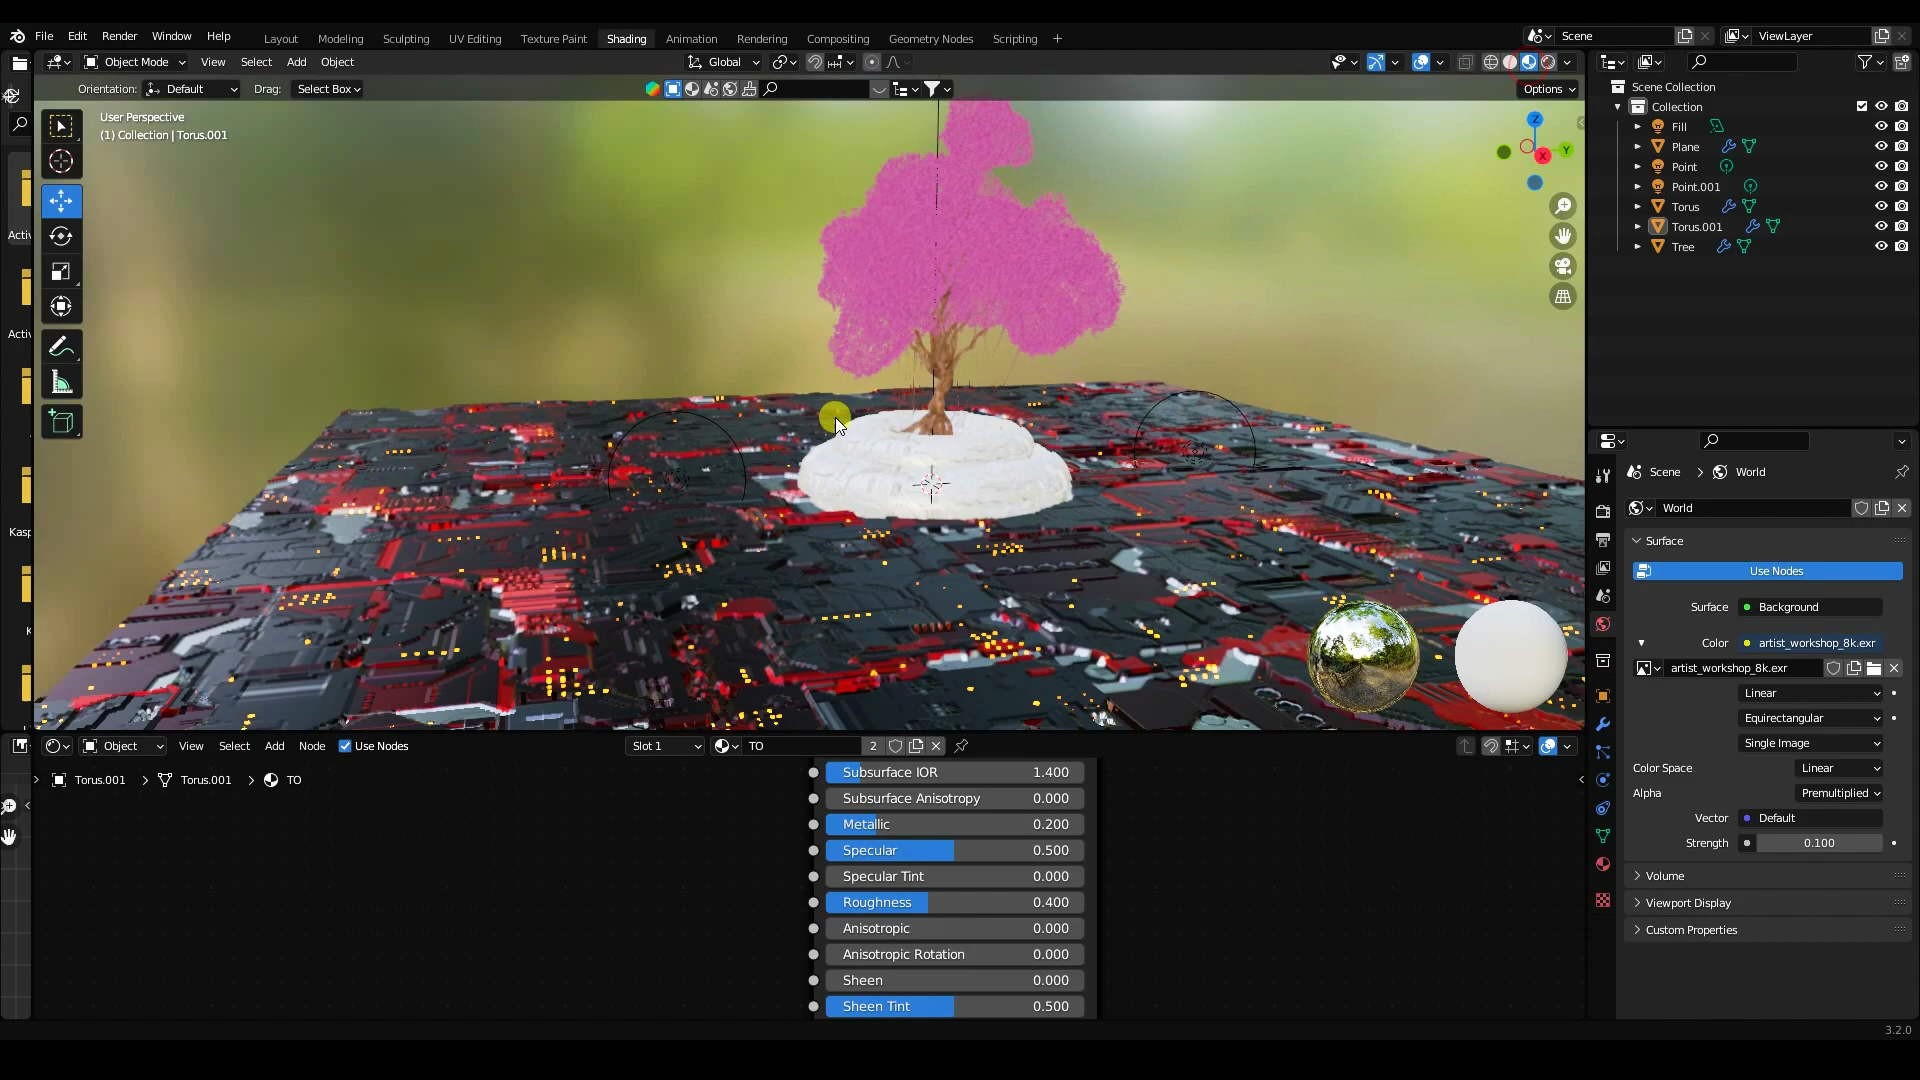 File Edit Render Window Help Layout Modeling Sculpting UV Editing Texture Paint Shading Animation Rendering Compositing Geometry Nodes Scripting + Scene ViewLayer
Object Mode View Select Add Object Global
Orientation: Default Drag: Select Box Options
User Perspective
(1) Collection | Torus.001
Z
Y
X
Activ
Activ
Kasp
K
Scene Collection
Collection
Fill
Plane
Point
Point.001
Torus
Torus.001
Tree
Scene > World
World
Surface
Use Nodes
Surface Background
Color artist_workshop_8k.exr
artist_workshop_8k.exr
Linear
Equirectangular
Single Image
Color Space Linear
Alpha Premultiplied
Vector Default
Strength 0.100
Volume
Viewport Display
Custom Properties
Object View Select Add Node Use Nodes Slot 1 TO 2
Torus.001 > Torus.001 > TO
Subsurface IOR 1.400
Subsurface Anisotropy 0.000
Metallic 0.200
Specular 0.500
Specular Tint 0.000
Roughness 0.400
Anisotropic 0.000
Anisotropic Rotation 0.000
Sheen 0.000
Sheen Tint 0.500
3.2.0